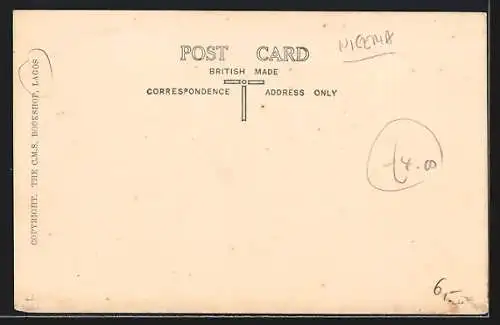 POST CARD
BRITISH MADE
CORRESPONDENCE ADDRESS ONLY
NIGERIA
COPYRIGHT. THE C.M.S. BOOKSHOP, LAGOS
£4.00